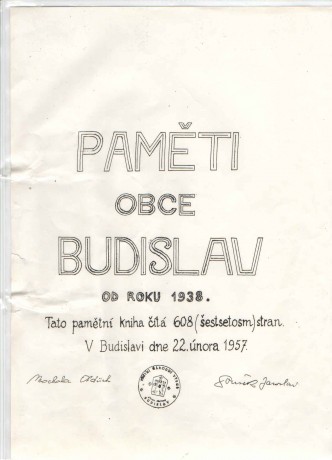 PAMĚTI
OBCE
BUDISLAV
OD ROKU 1938.
Tato pamětní kniha čítá 608 (šestsetosm) stran.
V Budislavi dne 22. února 1957.